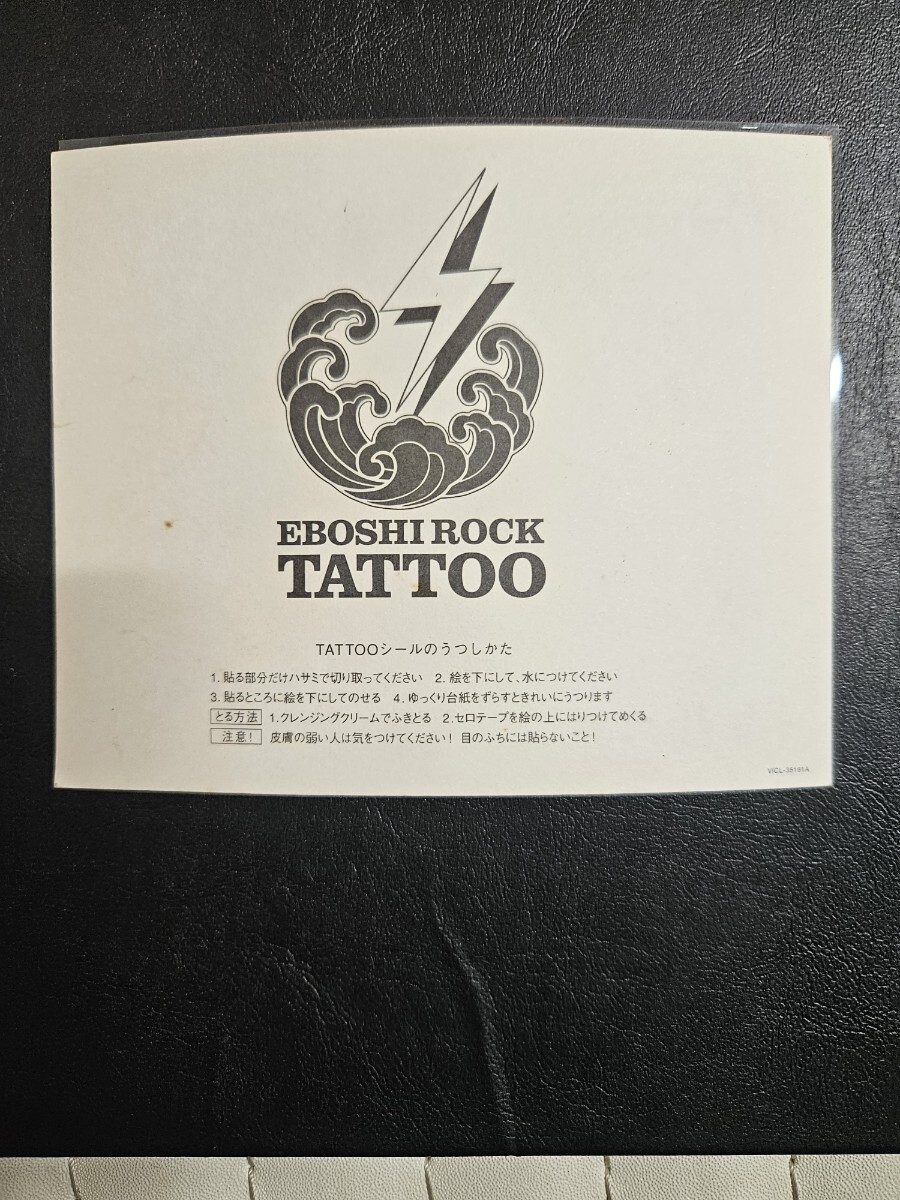 EBOSHI ROCK
TATTOO
TATTOOシールのうつしかた
1. 貼る部分だけハサミで切り取ってください 2. 絵を下にして、水につけてください
3. 貼るところに絵を下にしてのせる 4. ゆっくり台紙をずらすときれいにうつります
とる方法 1.クレンジングクリームでふきとる 2.セロテープを絵の上にはりつけてめくる
注意! 皮膚の弱い人は気をつけてください! 目のふちには貼らないこと!